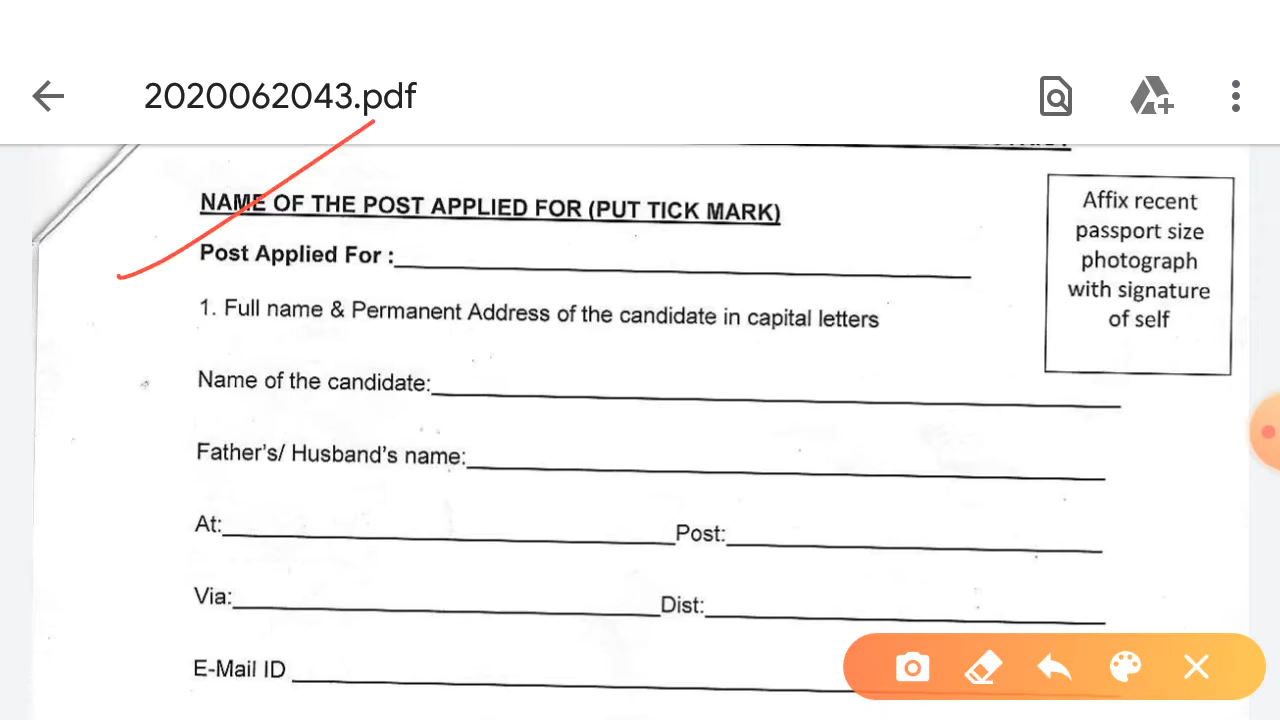 2020062043.pdf
NAME OF THE POST APPLIED FOR (PUT TICK MARK)
Post Applied For :
1. Full name & Permanent Address of the candidate in capital letters
Name of the candidate:
Father's/ Husband's name:
At: Post:
Via: Dist:
E-Mail ID
Affix recent
passport size
photograph
with signature
of self